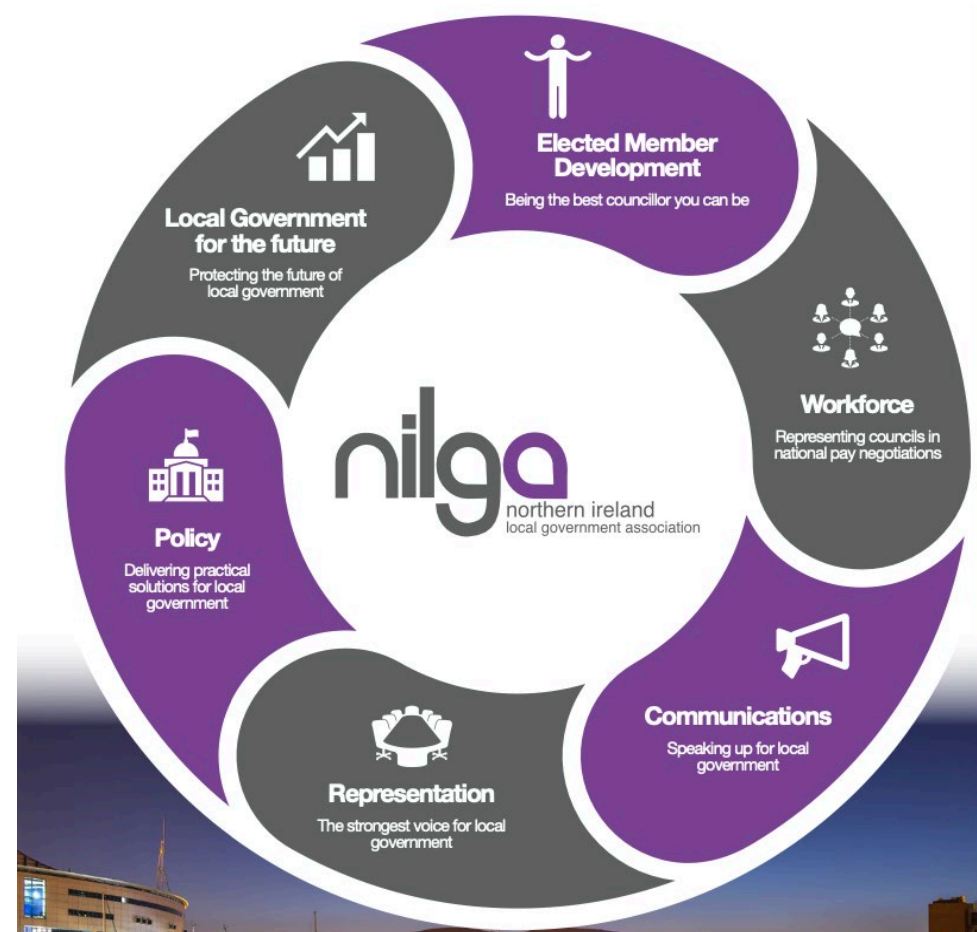 Elected Member
Development
Being the best councillor you can be
Workforce
Representing councils in
national pay negotiations
Communications
Speaking up for local
government
Representation
The strongest voice for local
government
Policy
Delivering practical
solutions for local
government
Local Government
for the future
Protecting the future of
local government
nilga
northern ireland
local government association